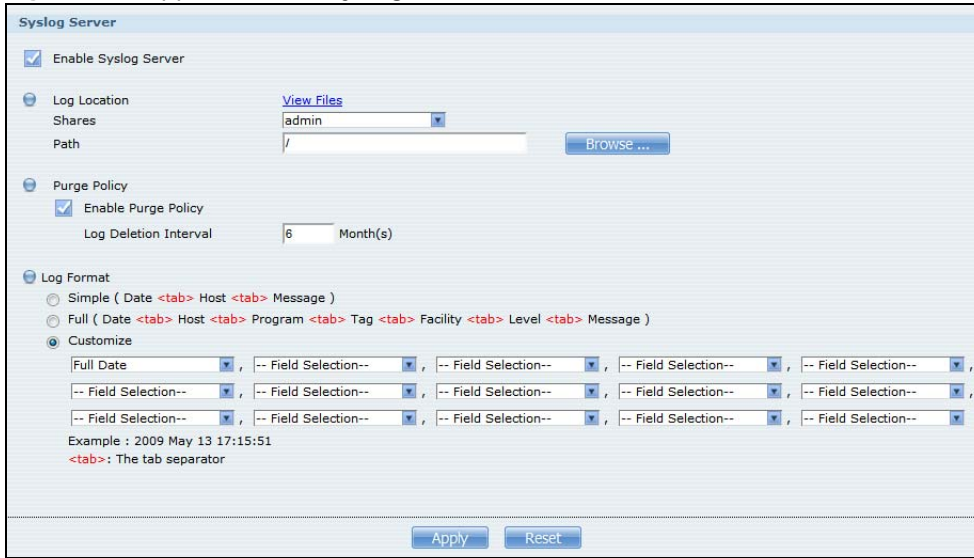 Syslog Server
Enable Syslog Server
Log Location View Files
Shares admin
Path / Browse ...
Purge Policy
Enable Purge Policy
Log Deletion Interval 6 Month(s)
Log Format
Simple ( Date <tab> Host <tab> Message )
Full ( Date <tab> Host <tab> Program <tab> Tag <tab> Facility <tab> Level <tab> Message )
Customize
Full Date , -- Field Selection-- , -- Field Selection-- , -- Field Selection-- , -- Field Selection-- ,
-- Field Selection-- , -- Field Selection-- , -- Field Selection-- , -- Field Selection-- , -- Field Selection-- ,
-- Field Selection-- , -- Field Selection-- , -- Field Selection-- , -- Field Selection-- , -- Field Selection--
Example : 2009 May 13 17:15:51
<tab>: The tab separator
Apply Reset